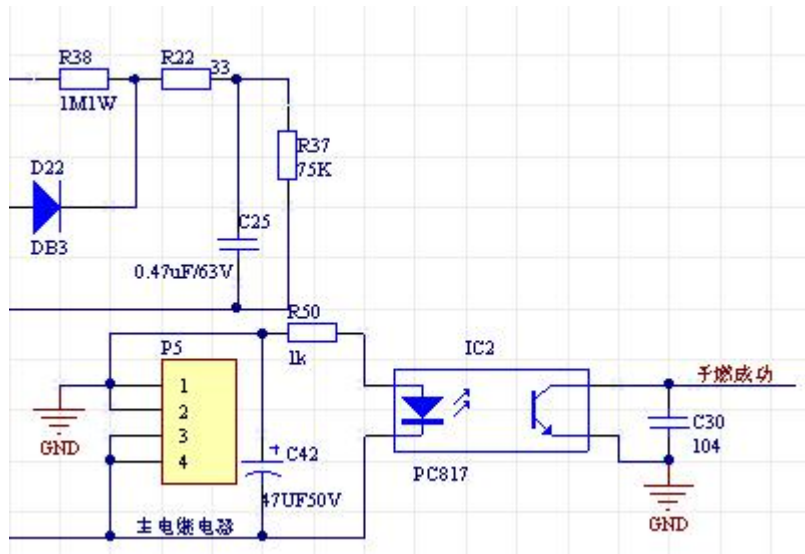 R38
R22
33
1M1W
R37
75K
D22
DB3
C25
0.47uF/63V
R50
1k
P5
IC2
予燃成功
1
2
3
4
GND
C42
47UF50V
PC817
C30
104
GND
主电继电器